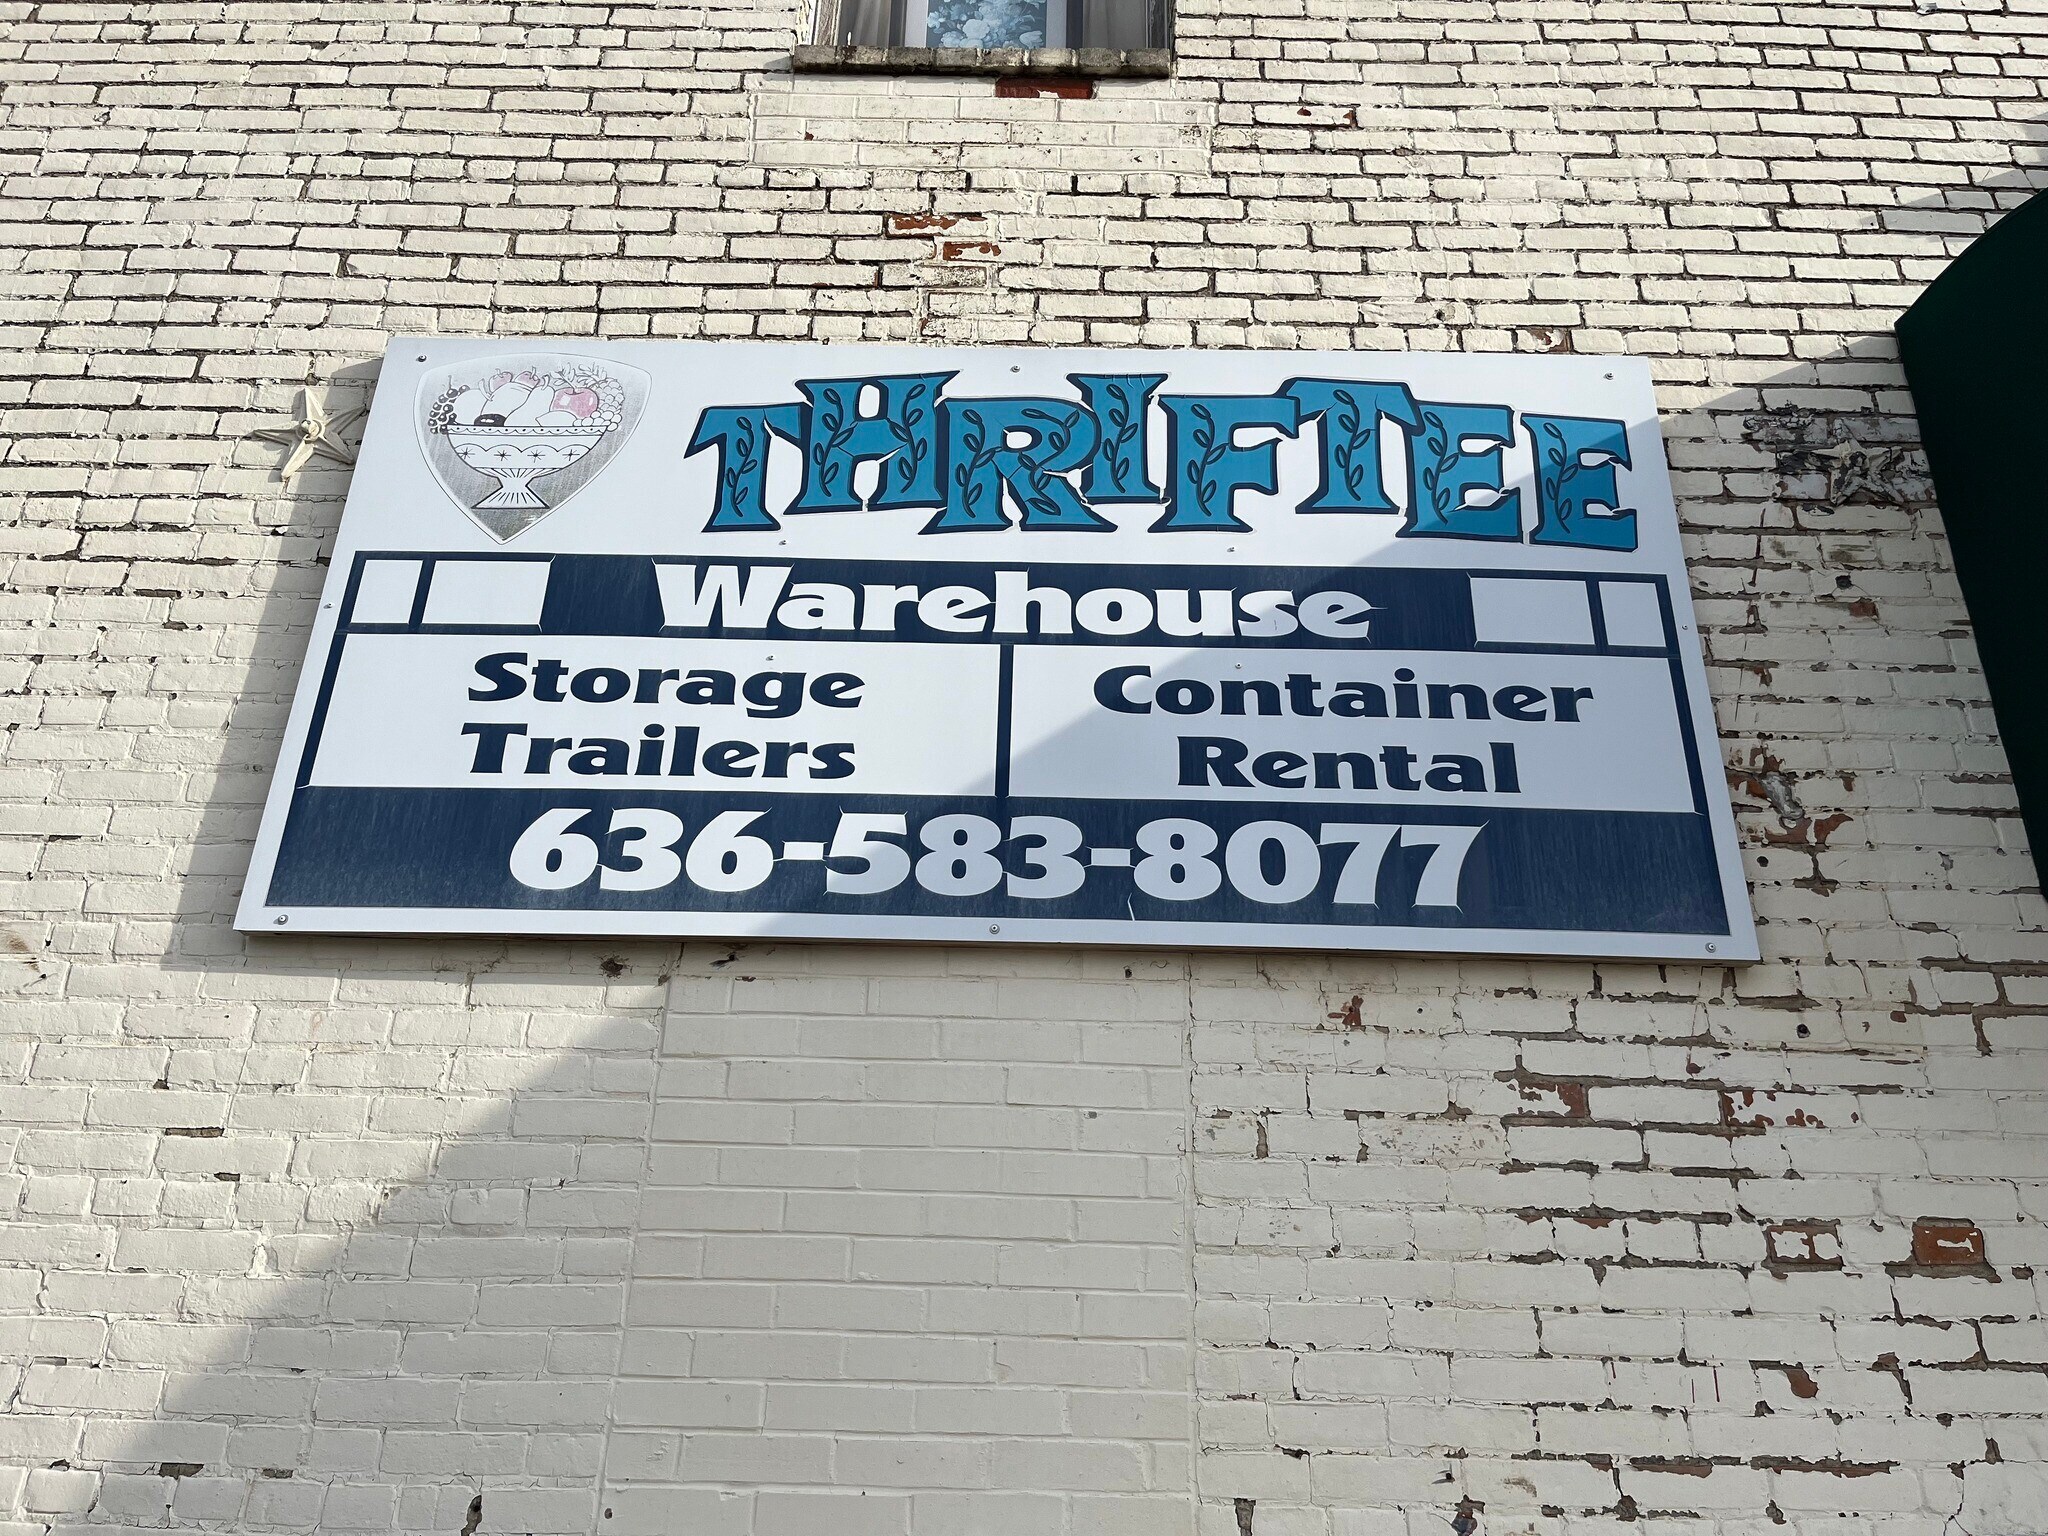 THRIFTEE
Warehouse
Storage
Trailers
Container
Rental
636-583-8077